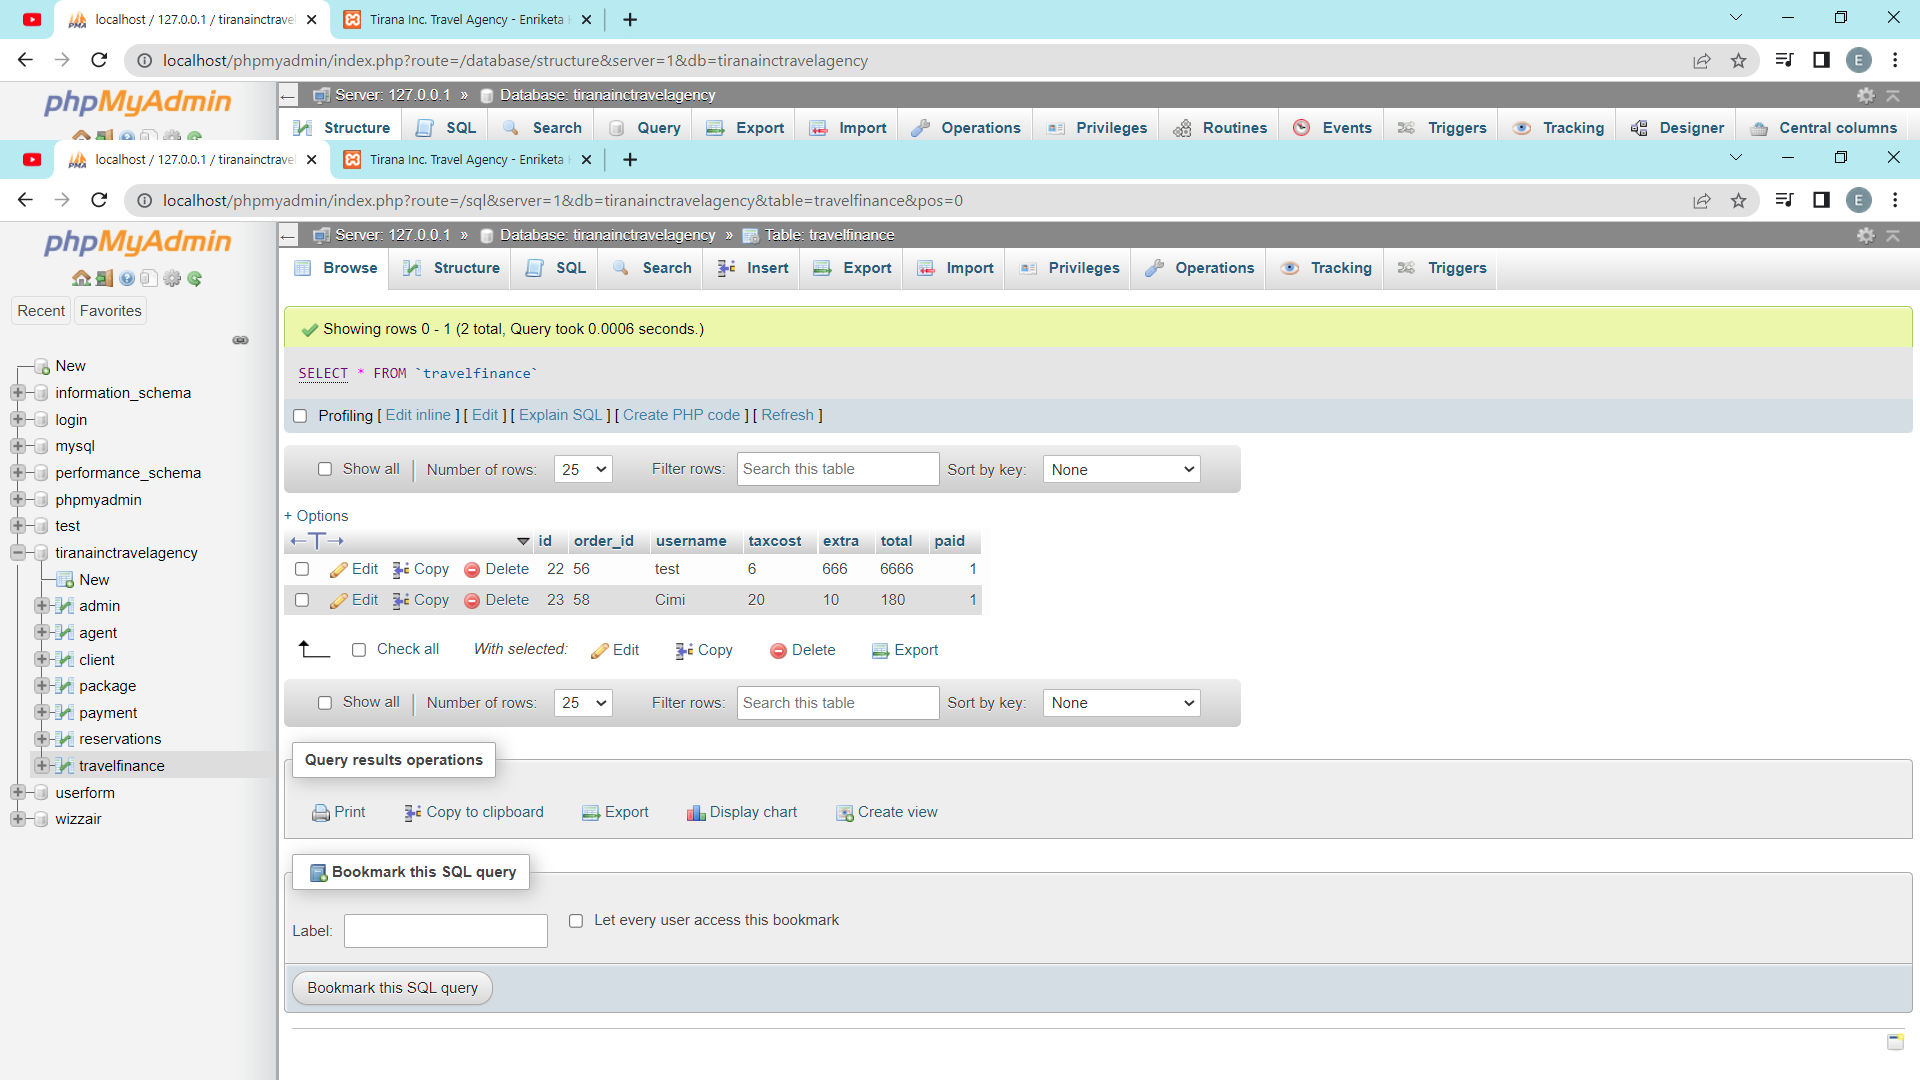 localhost / 127.0.0.1 / tiranainctravel
Tirana Inc. Travel Agency - Enriketa
localhost/phpmyadmin/index.php?route=/database/structure&server=1&db=tiranainctravelagency
E
phpMyAdmin
Server: 127.0.0.1 » Database: tiranainctravelagency
Structure SQL Search Query Export Import Operations Privileges Routines Events Triggers Tracking Designer Central columns
localhost / 127.0.0.1 / tiranainctravel
Tirana Inc. Travel Agency - Enriketa
localhost/phpmyadmin/index.php?route=/sql&server=1&db=tiranainctravelagency&table=travelfinance&pos=0
E
phpMyAdmin
Recent Favorites
New
information_schema
login
mysql
performance_schema
phpmyadmin
test
tiranainctravelagency
New
admin
agent
client
package
payment
reservations
travelfinance
userform
wizzair
Server: 127.0.0.1 » Database: tiranainctravelagency » Table: travelfinance
Browse Structure SQL Search Insert Export Import Privileges Operations Tracking Triggers
Showing rows 0 - 1 (2 total, Query took 0.0006 seconds.)
SELECT * FROM `travelfinance`
Profiling [ Edit inline ] [ Edit ] [ Explain SQL ] [ Create PHP code ] [ Refresh ]
Show all Number of rows: 25 Filter rows: Search this table Sort by key: None
+ Options
id order_id username taxcost extra total paid
Edit Copy Delete 22 56 test 6 666 6666 1
Edit Copy Delete 23 58 Cimi 20 10 180 1
Check all With selected: Edit Copy Delete Export
Show all Number of rows: 25 Filter rows: Search this table Sort by key: None
Query results operations
Print Copy to clipboard Export Display chart Create view
Bookmark this SQL query
Label: Let every user access this bookmark
Bookmark this SQL query